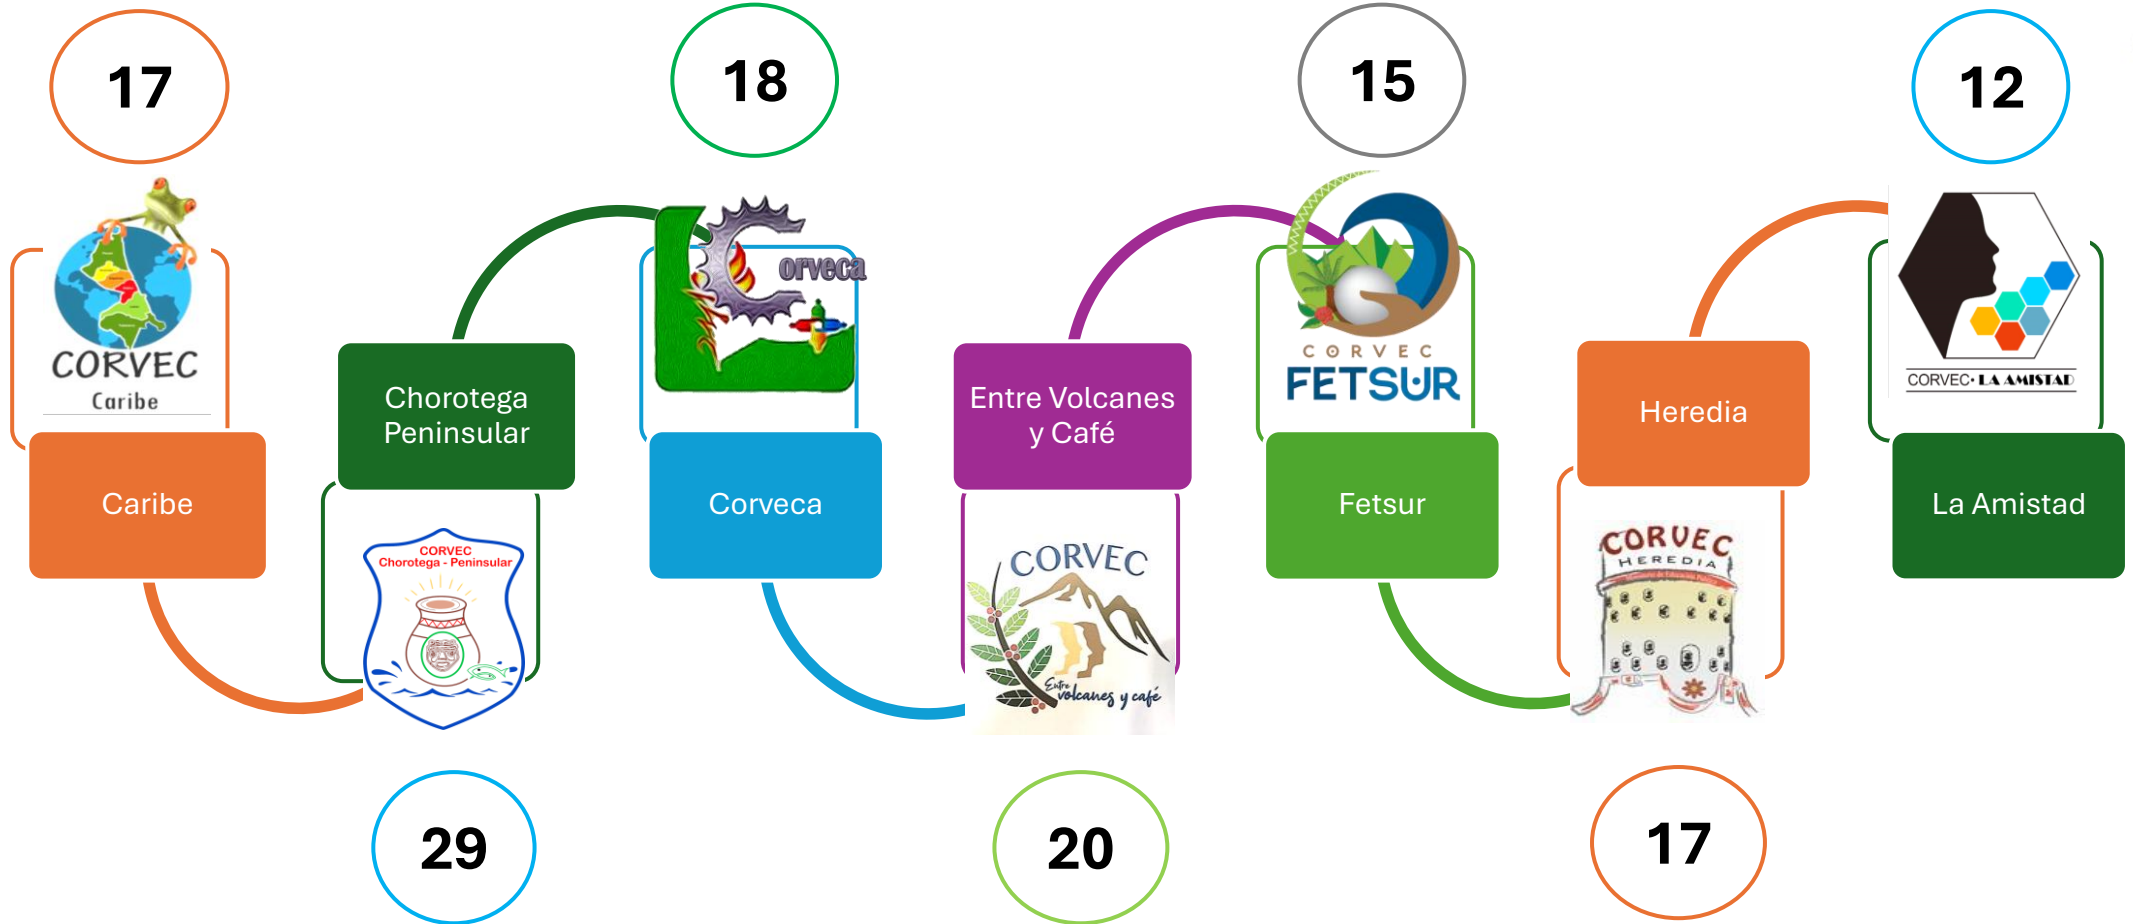 17
CORVEC
Caribe
Caribe
Chorotega
Peninsular
CORVEC
Chorotega - Peninsular
29
18
orveca
Corveca
Entre Volcanes
y Café
CORVEC
Entre
volcanes y café
20
15
CORVEC
FETSUR
Fetsur
Heredia
CORVEC
HEREDIA
17
12
CORVEC· LA AMISTAD
La Amistad